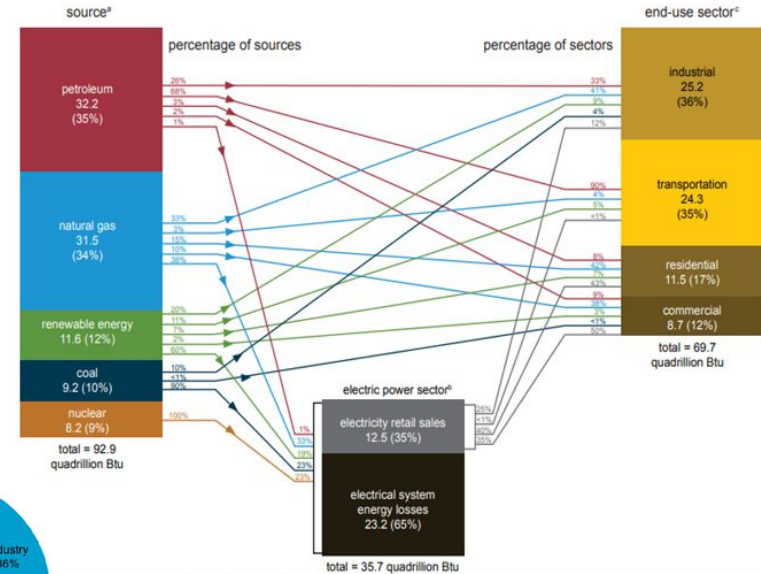 sourceᵃ
end-use sectorᶜ
percentage of sources
percentage of sectors
petroleum
32.2
(35%)
26%
68%
3%
2%
1%
natural gas
31.5
(34%)
33%
3%
15%
10%
38%
renewable energy
11.6 (12%)
20%
11%
7%
2%
60%
coal
9.2 (10%)
10%
<1%
90%
nuclear
8.2 (9%)
100%
total = 92.9
quadrillion Btu
33%
41%
9%
4%
12%
industrial
25.2
(36%)
90%
4%
5%
<1%
transportation
24.3
(35%)
8%
42%
7%
43%
residential
11.5 (17%)
9%
38%
3%
<1%
50%
commercial
8.7 (12%)
total = 69.7
quadrillion Btu
electric power sectorᵇ
1%
33%
19%
23%
23%
electricity retail sales
12.5 (35%)
<1%
35%
electrical system
energy losses
23.2 (65%)
total = 35.7 quadrillion Btu
36%